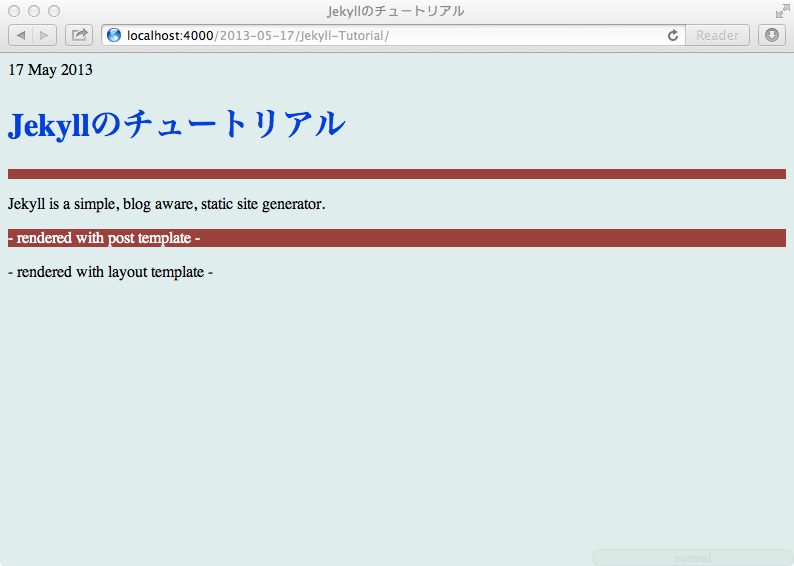 Jekyllのチュートリアル
localhost:4000/2013-05-17/Jekyll-Tutorial/
Reader
17 May 2013
Jekyllのチュートリアル
Jekyll is a simple, blog aware, static site generator.
- rendered with post template -
- rendered with layout template -
normal